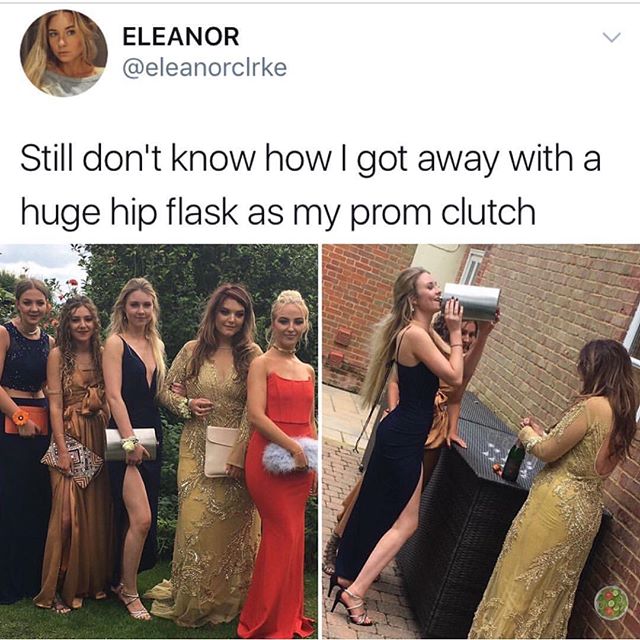 ELEANOR
@eleanorclrke
Still don't know how I got away with a
huge hip flask as my prom clutch